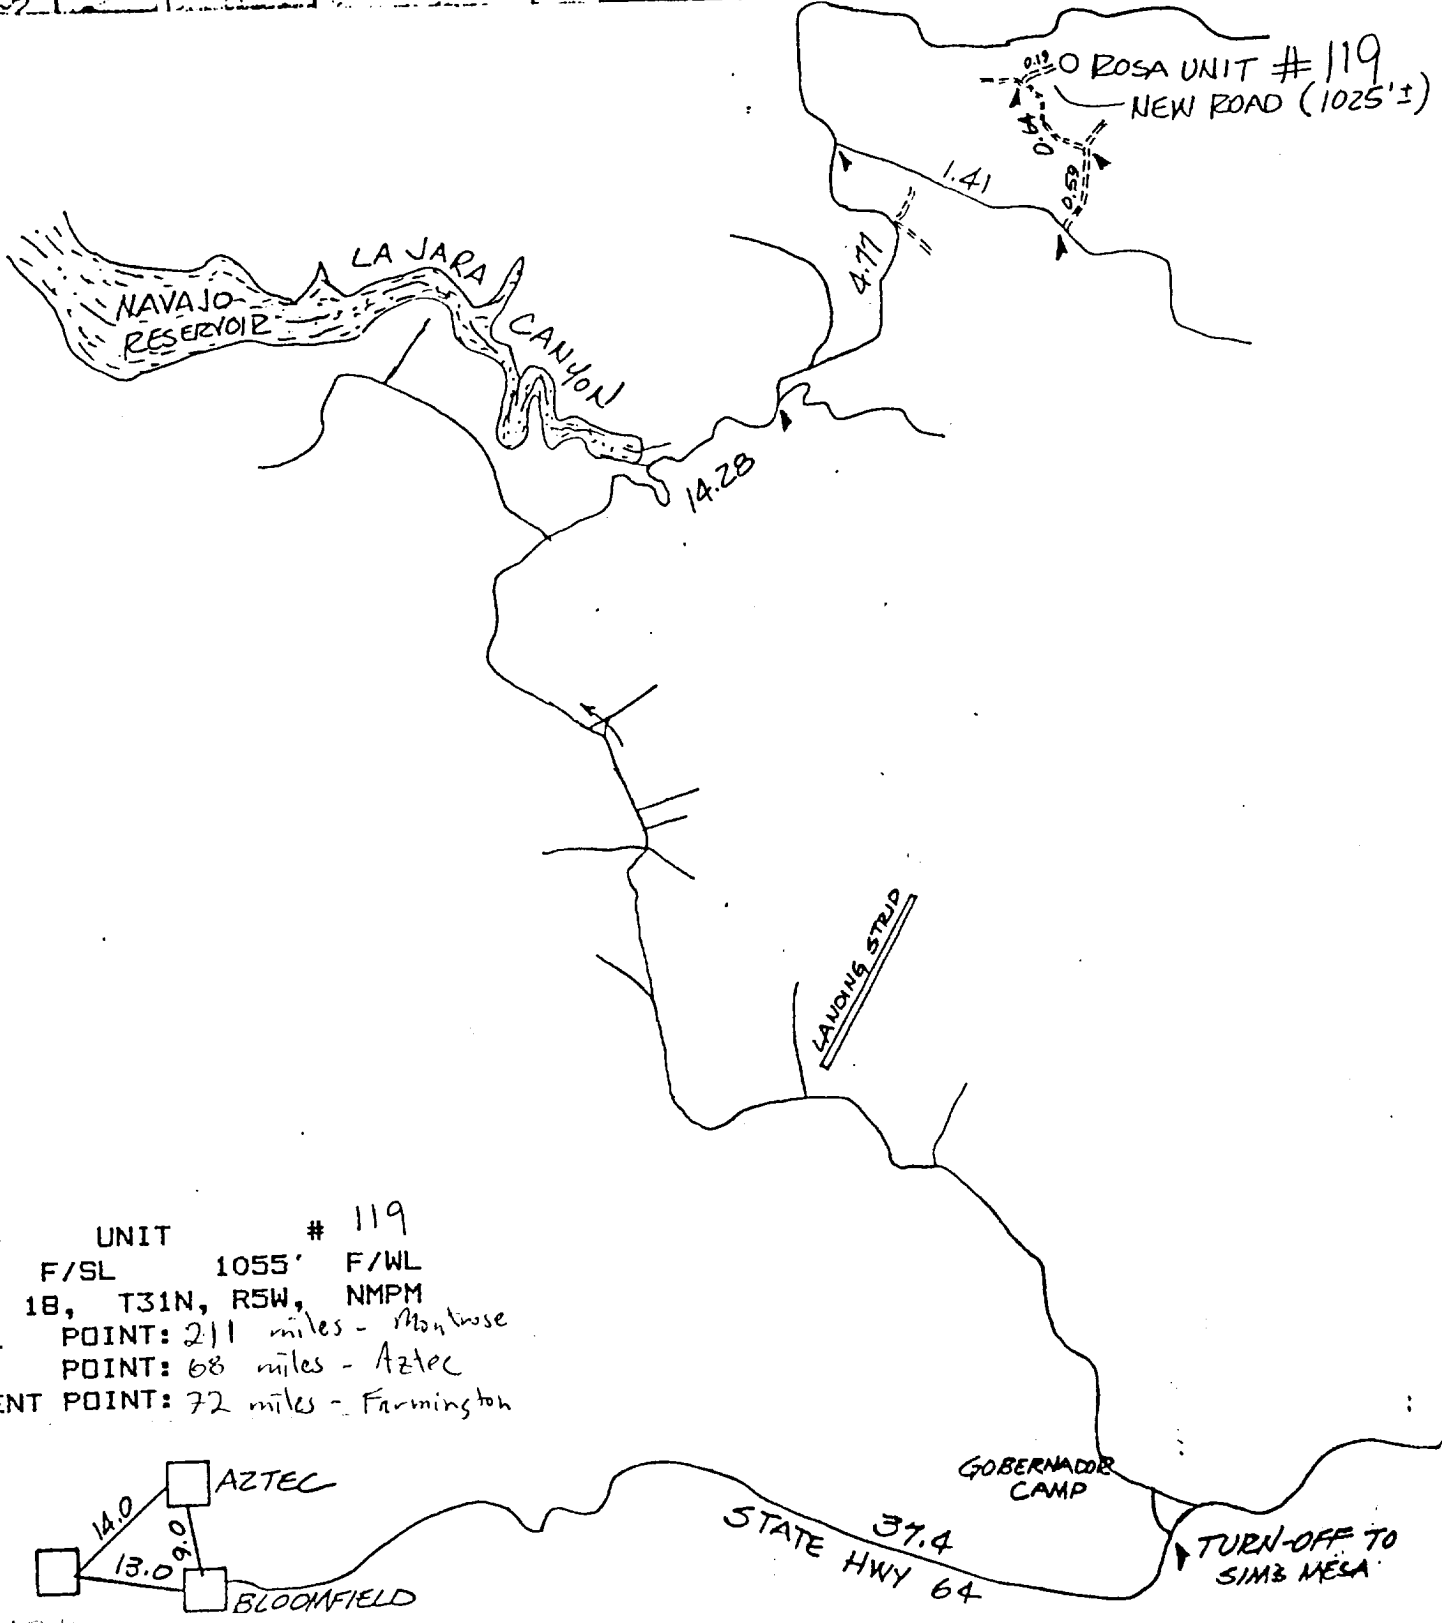 0.19 O ROSA UNIT # 119
NEW ROAD (1025'±)
1.41
0.59
4.77
LA JARA
CANYON
NAVAJO
RESERVOIR
14.28
LANDING STRIP
UNIT # 119
F/SL 1055' F/WL
18, T31N, R5W, NMPM
POINT: 211 miles - Montrose
POINT: 68 miles - Aztec
ENT POINT: 72 miles - Farmington
AZTEC
14.0
9.0
13.0
BLOOMFIELD
STATE HWY 64
37.4
GOBERNADOR
CAMP
TURN-OFF TO
SIMS MESA